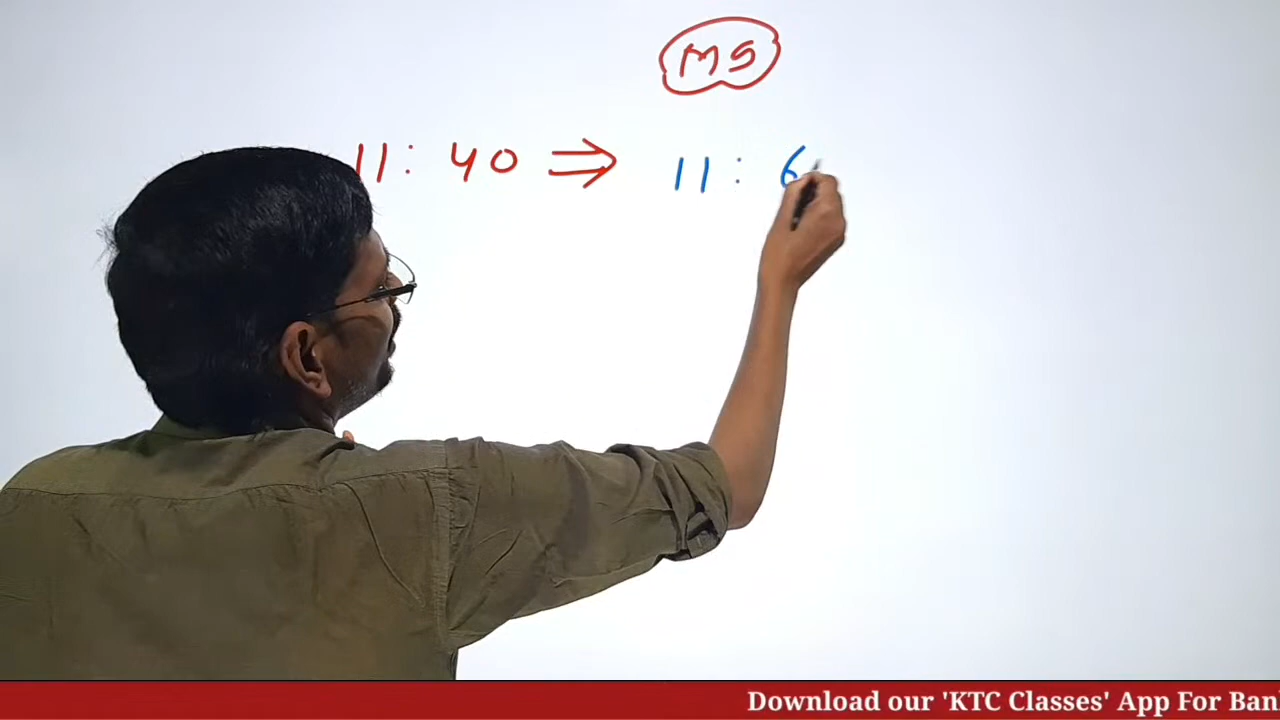 MS
11 : 40 ⇒ 11 : 6
Download our 'KTC Classes' App For Ban